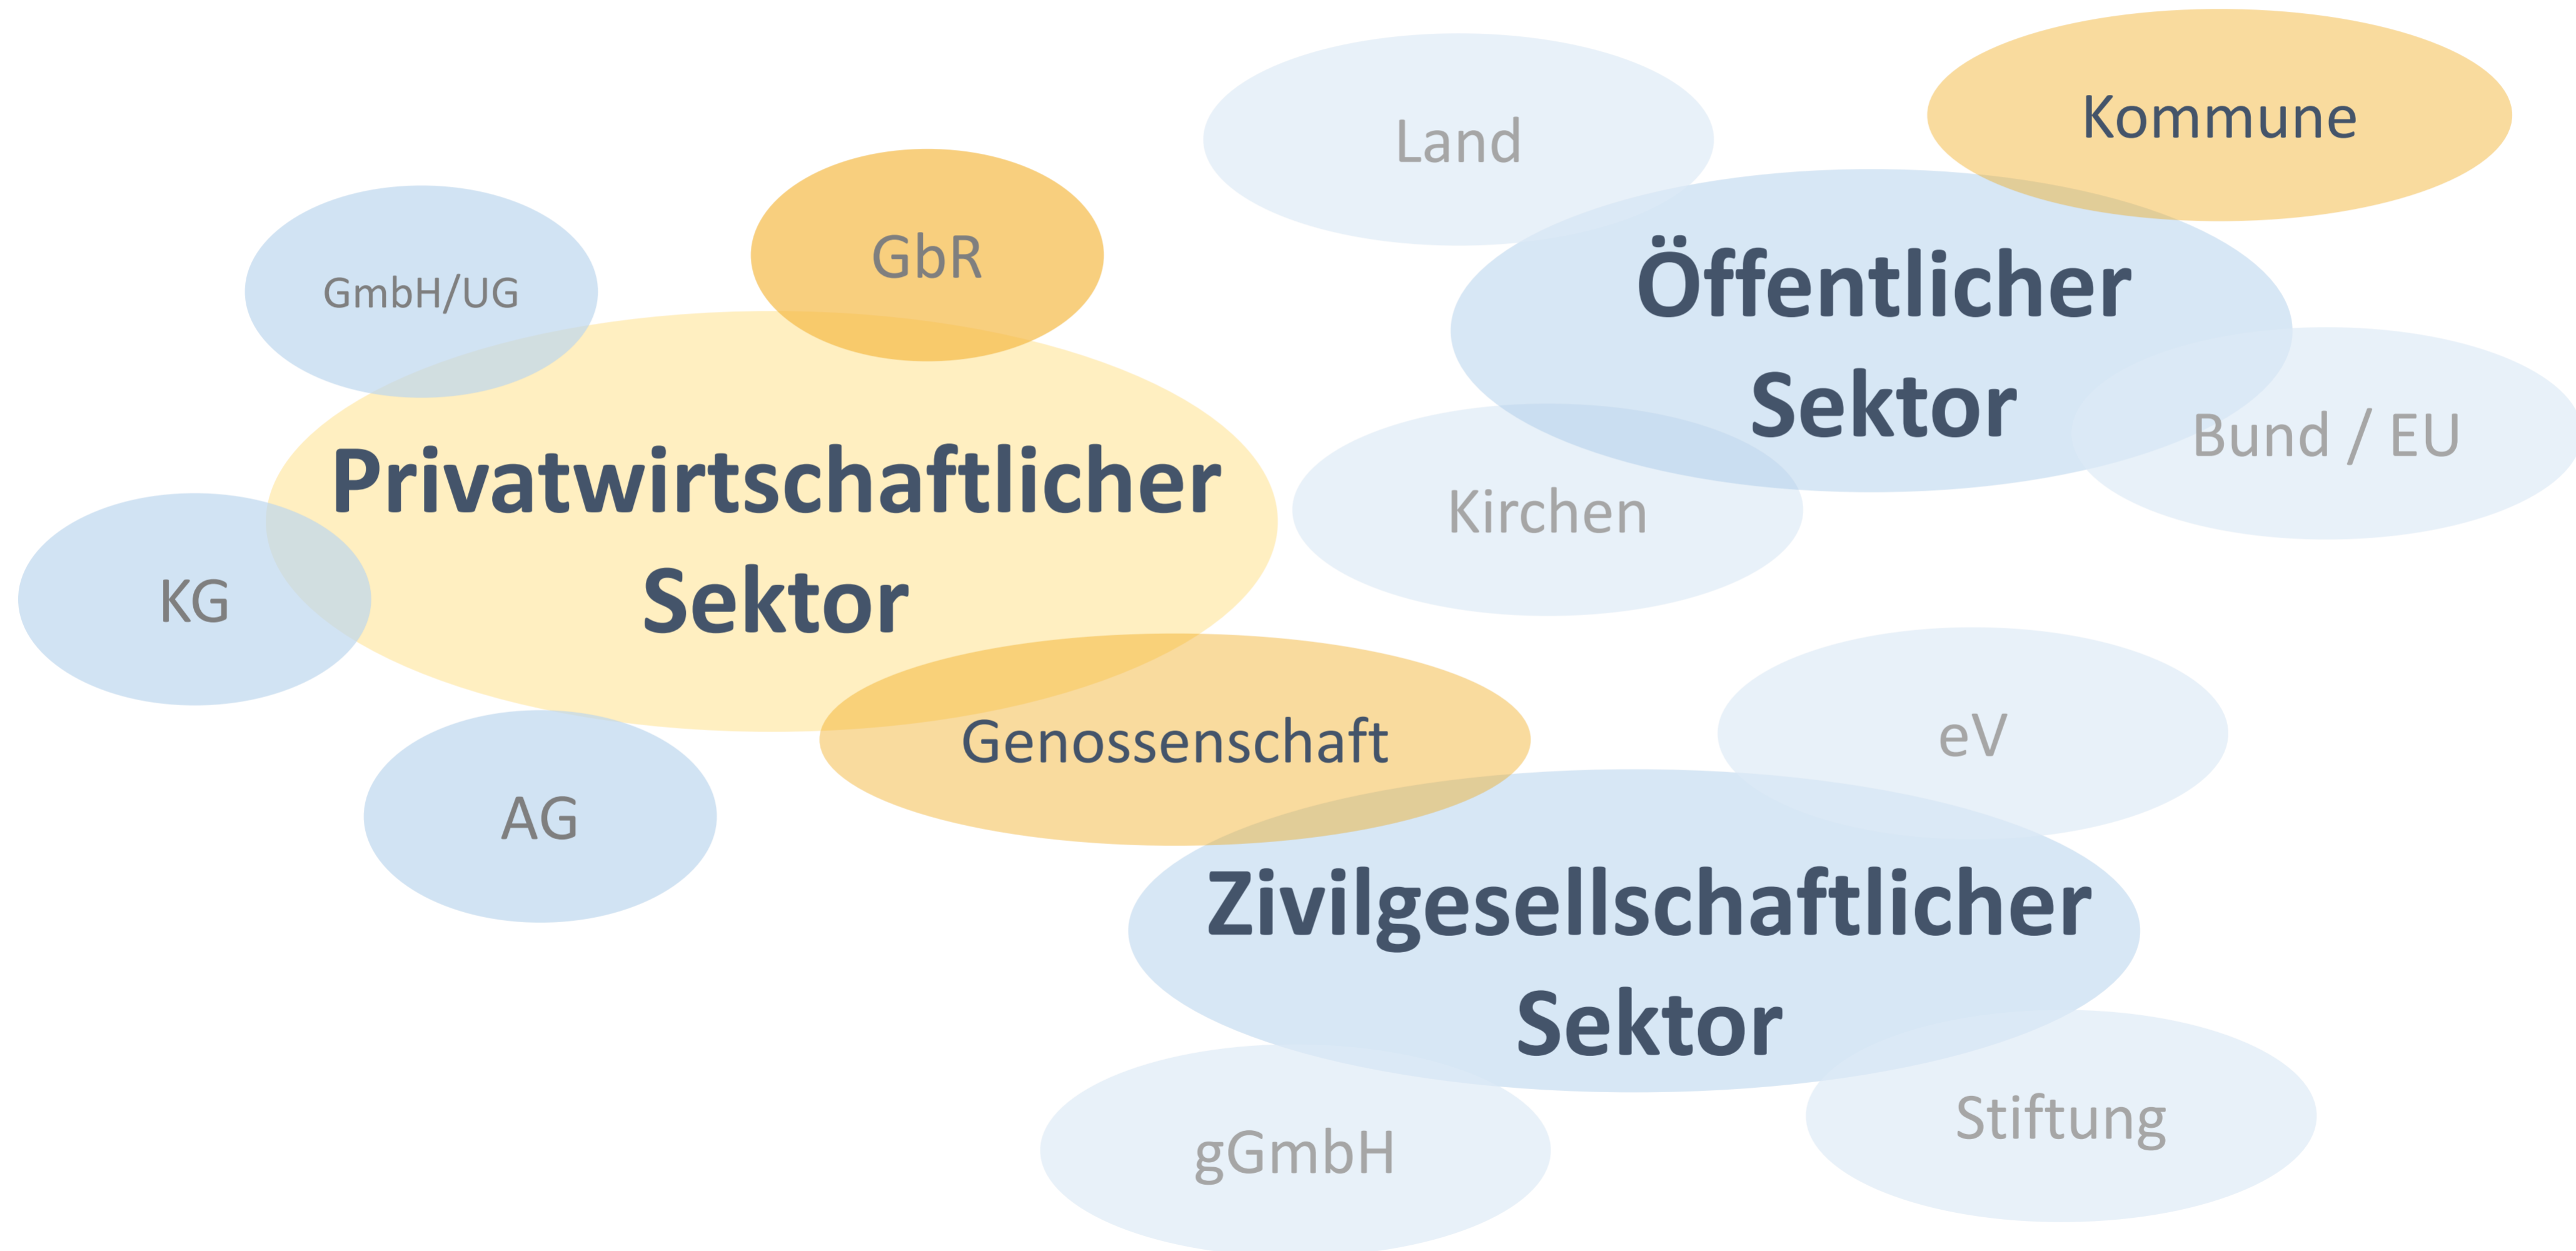 Land
Kommune
GmbH/UG
GbR
Öffentlicher
Sektor
Bund / EU
Kirchen
Privatwirtschaftlicher
Sektor
KG
AG
Genossenschaft
eV
Zivilgesellschaftlicher
Sektor
gGmbH
Stiftung